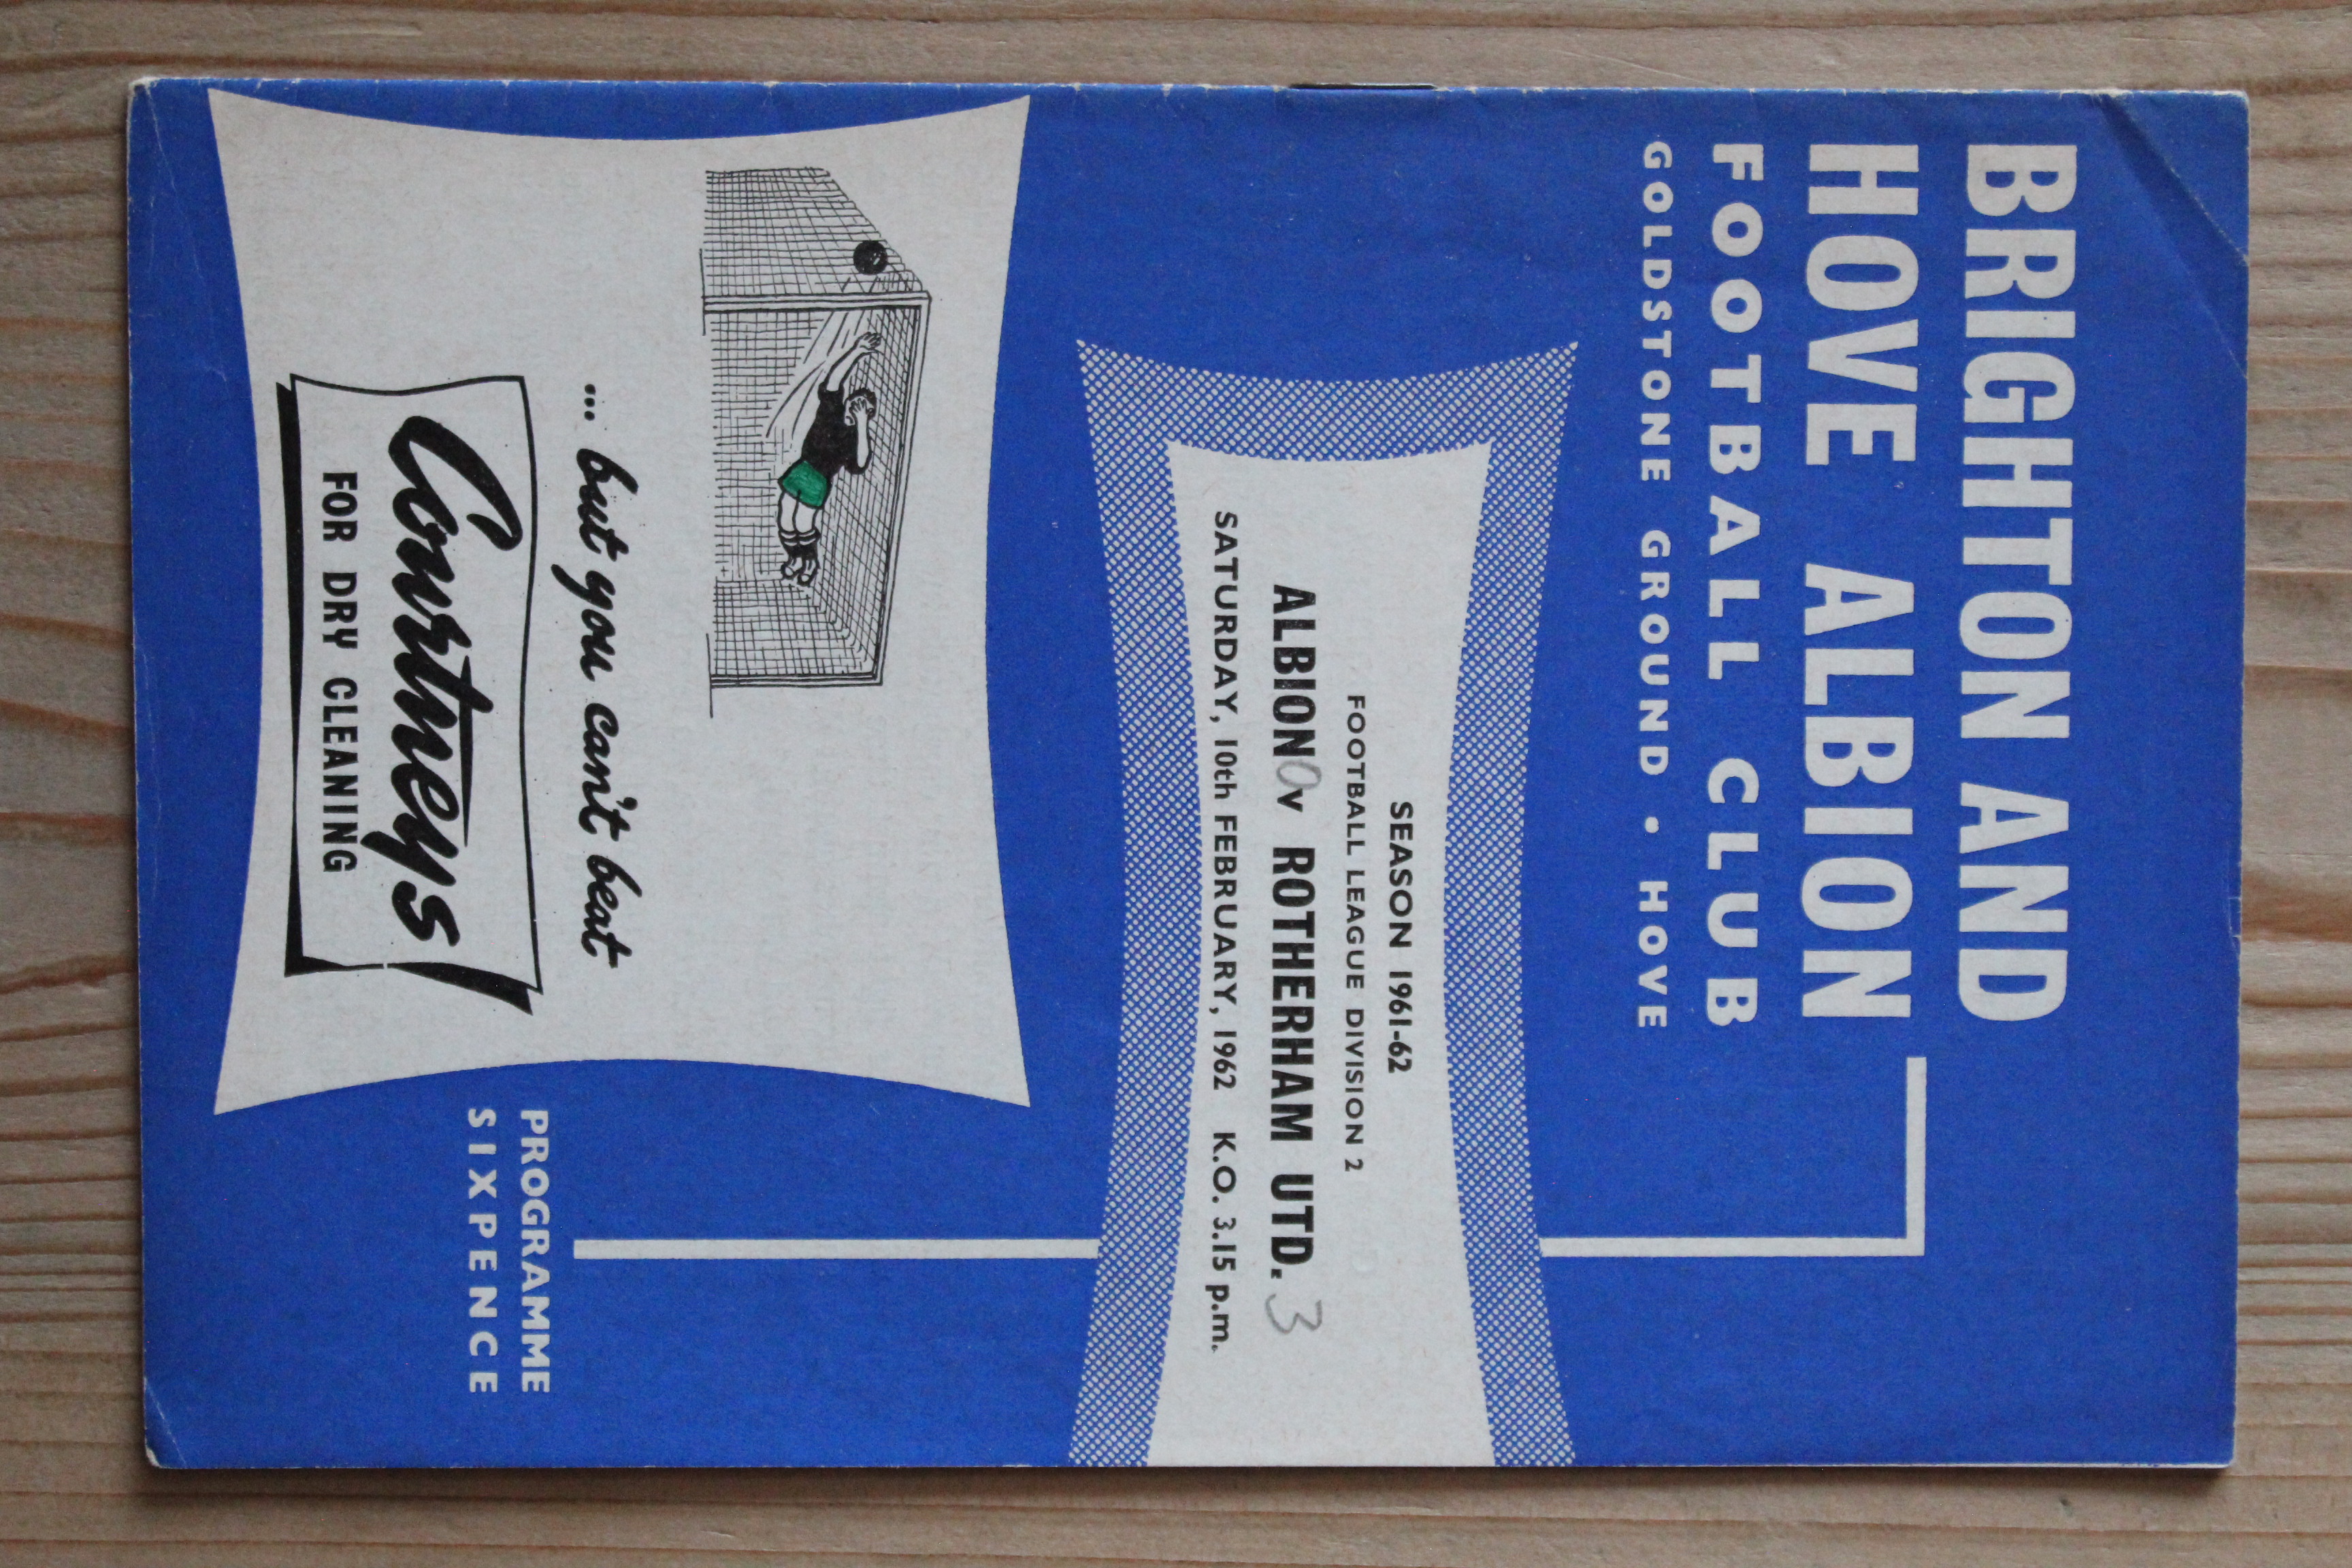 BRIGHTON AND
HOVE ALBION
FOOTBALL CLUB
GOLDSTONE GROUND • HOVE
SEASON 1961-62
FOOTBALL LEAGUE DIVISION 2
ALBION 0 v ROTHERHAM UTD. 3
SATURDAY, 10th FEBRUARY, 1962 K.O. 3.15 p.m.
... but you can't beat
Courtneys
FOR DRY CLEANING
PROGRAMME
SIXPENCE